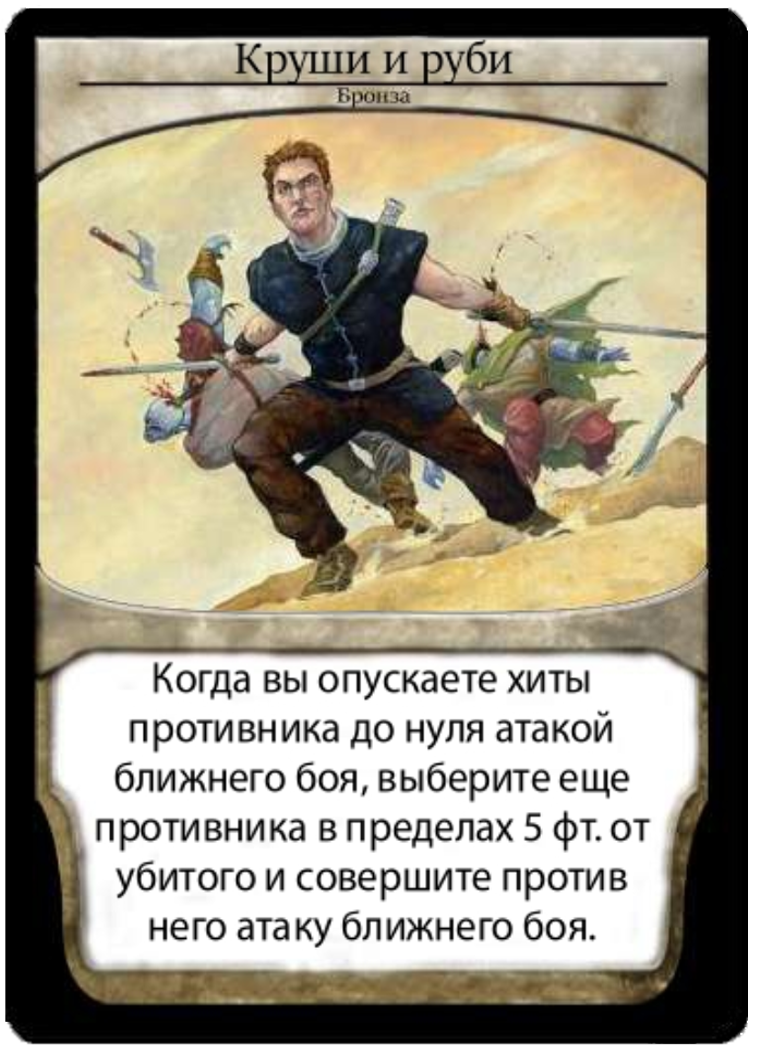 Круши и руби
Бронза
Когда вы опускаете хиты
противника до нуля атакой
ближнего боя, выберите еще
противника в пределах 5 фт. от
убитого и совершите против
него атаку ближнего боя.